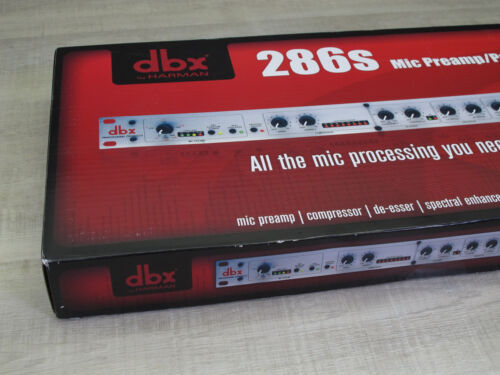 dbx
by HARMAN
286s Mic Preamp/P
dbx
All the mic processing you nee
mic preamp | compressor | de-esser | spectral enhance
dbx
by HARMAN
dbx